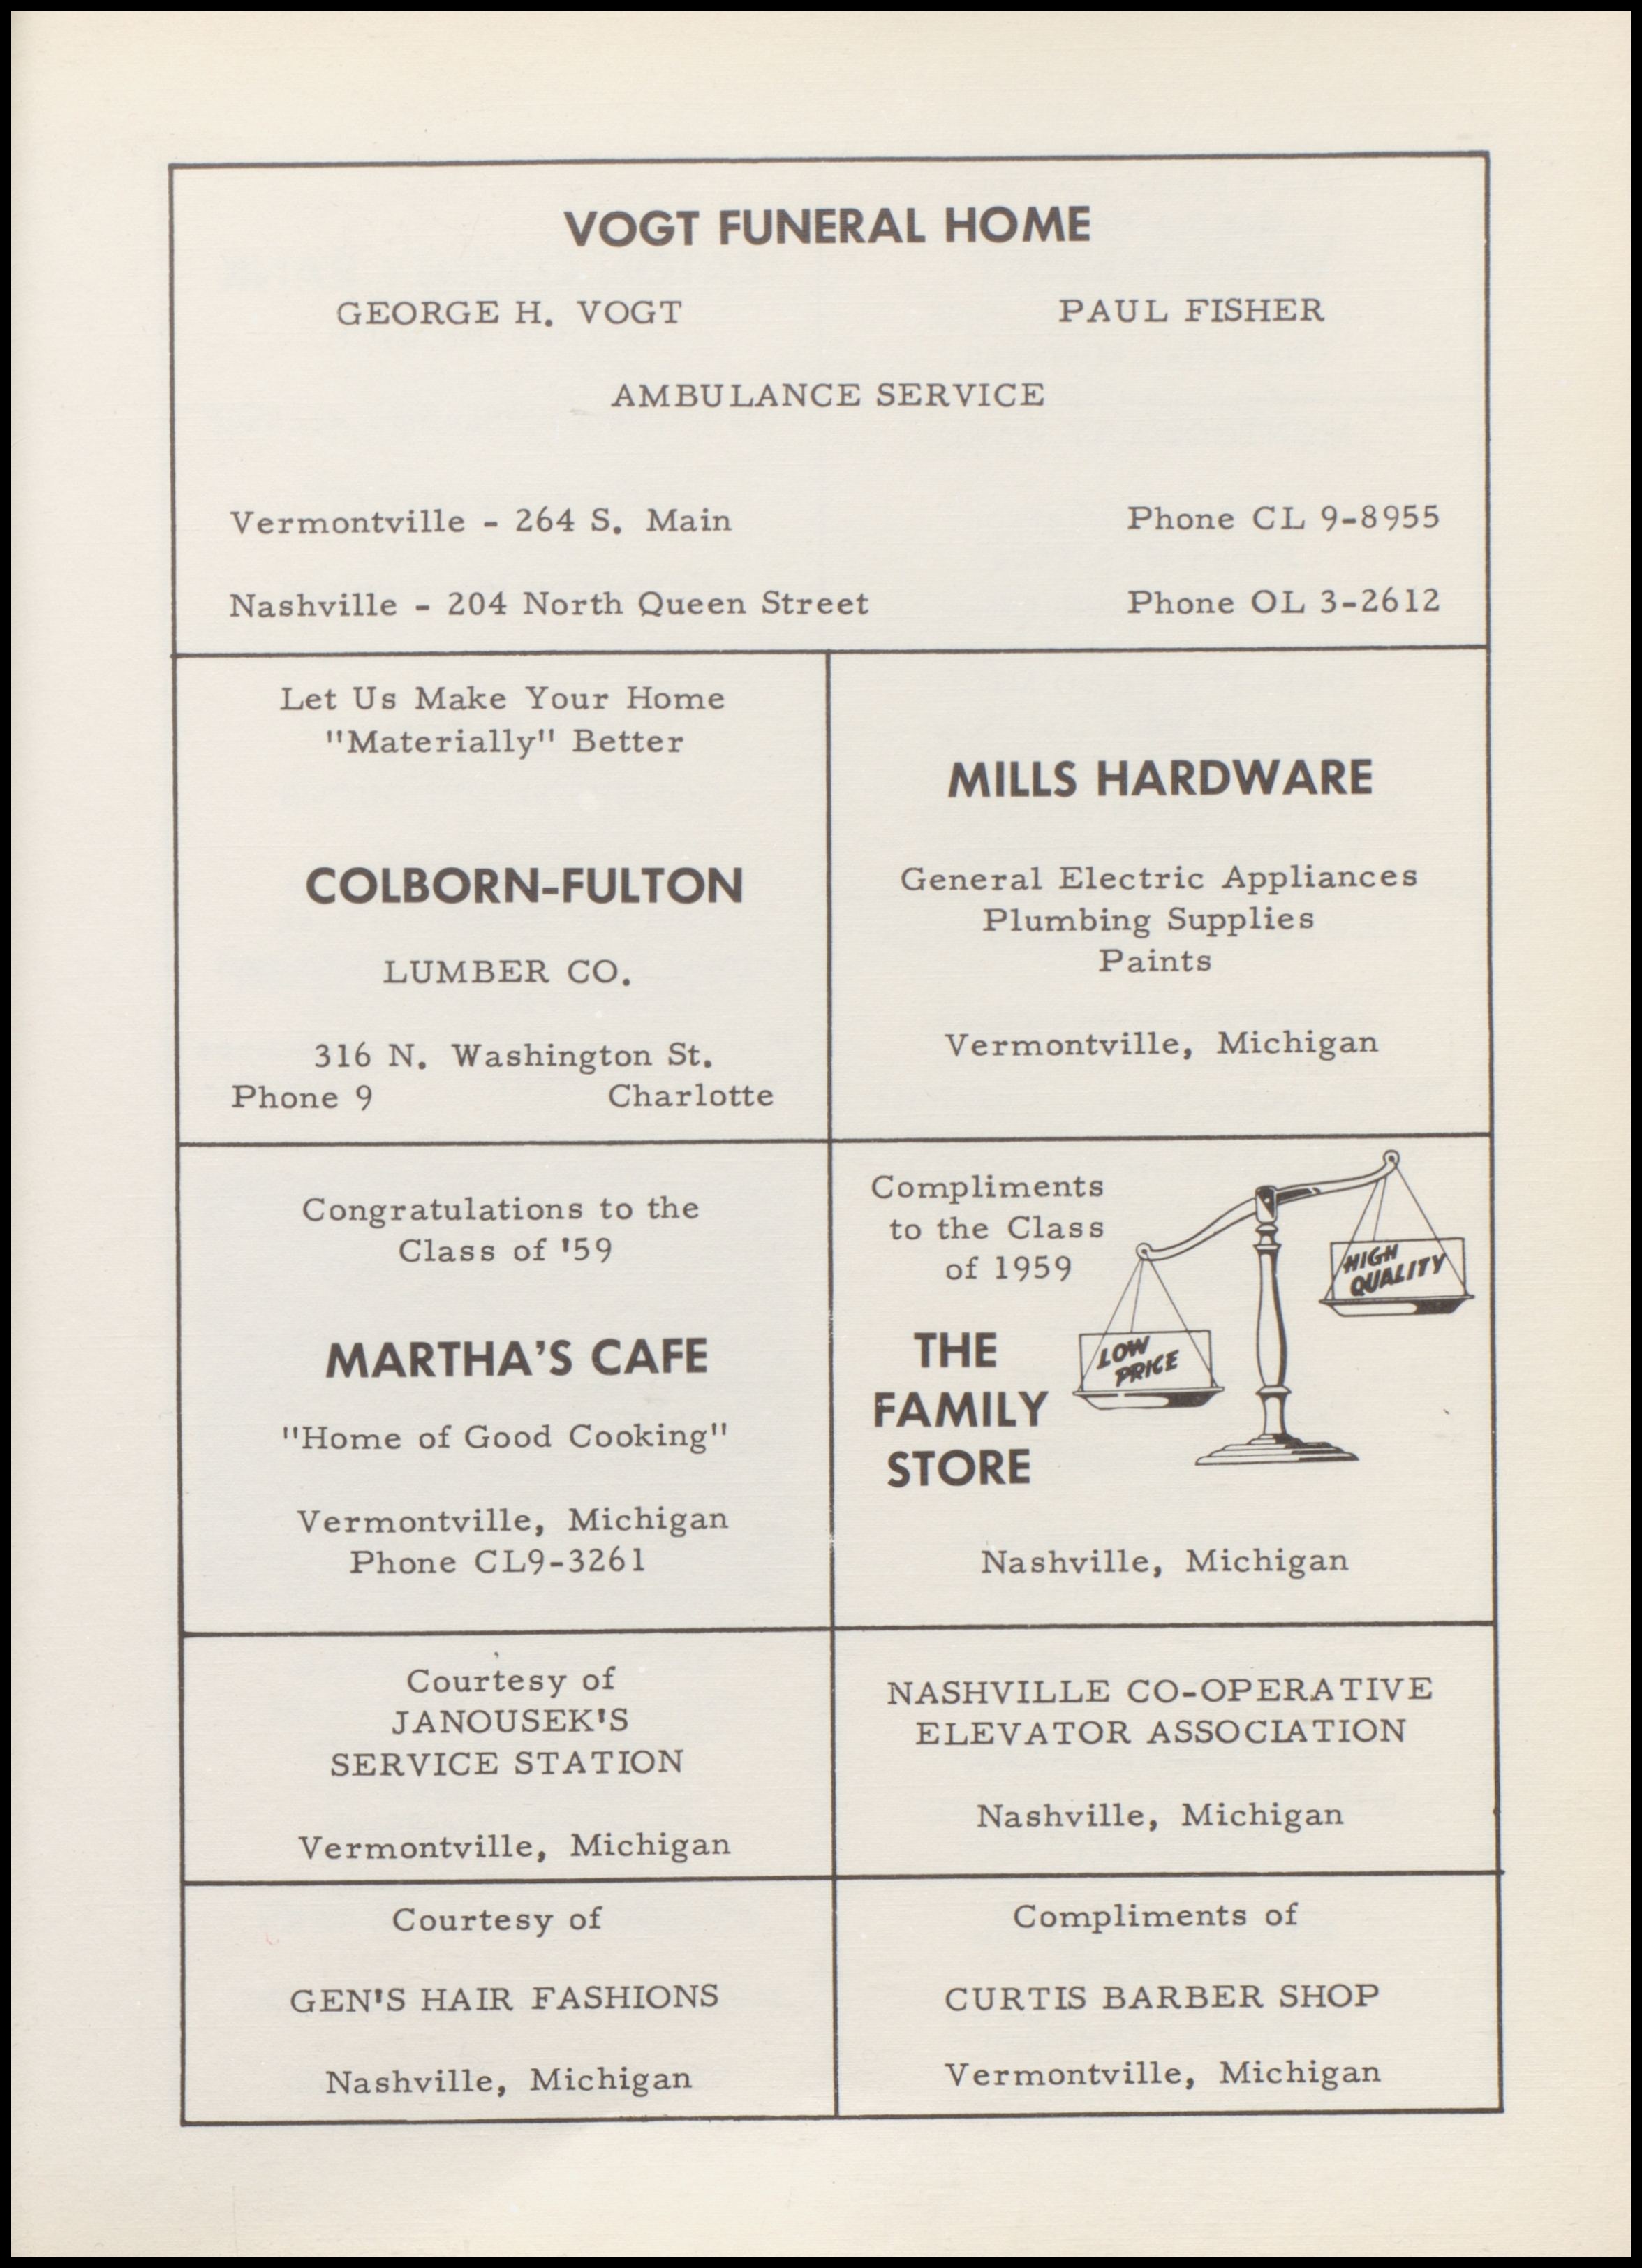 VOGT FUNERAL HOME
GEORGE H. VOGT PAUL FISHER
AMBULANCE SERVICE
Vermontville - 264 S. Main Phone CL 9-8955
Nashville - 204 North Queen Street Phone OL 3-2612
Let Us Make Your Home
"Materially" Better
COLBORN-FULTON
LUMBER CO.
316 N. Washington St.
Phone 9 Charlotte
MILLS HARDWARE
General Electric Appliances
Plumbing Supplies
Paints
Vermontville, Michigan
Congratulations to the
Class of '59
MARTHA'S CAFE
"Home of Good Cooking"
Vermontville, Michigan
Phone CL9-3261
Compliments
to the Class
of 1959
THE
FAMILY
STORE
LOW
PRICE
HIGH
QUALITY
Nashville, Michigan
Courtesy of
JANOUSEK'S
SERVICE STATION
Vermontville, Michigan
NASHVILLE CO-OPERATIVE
ELEVATOR ASSOCIATION
Nashville, Michigan
Courtesy of
GEN'S HAIR FASHIONS
Nashville, Michigan
Compliments of
CURTIS BARBER SHOP
Vermontville, Michigan